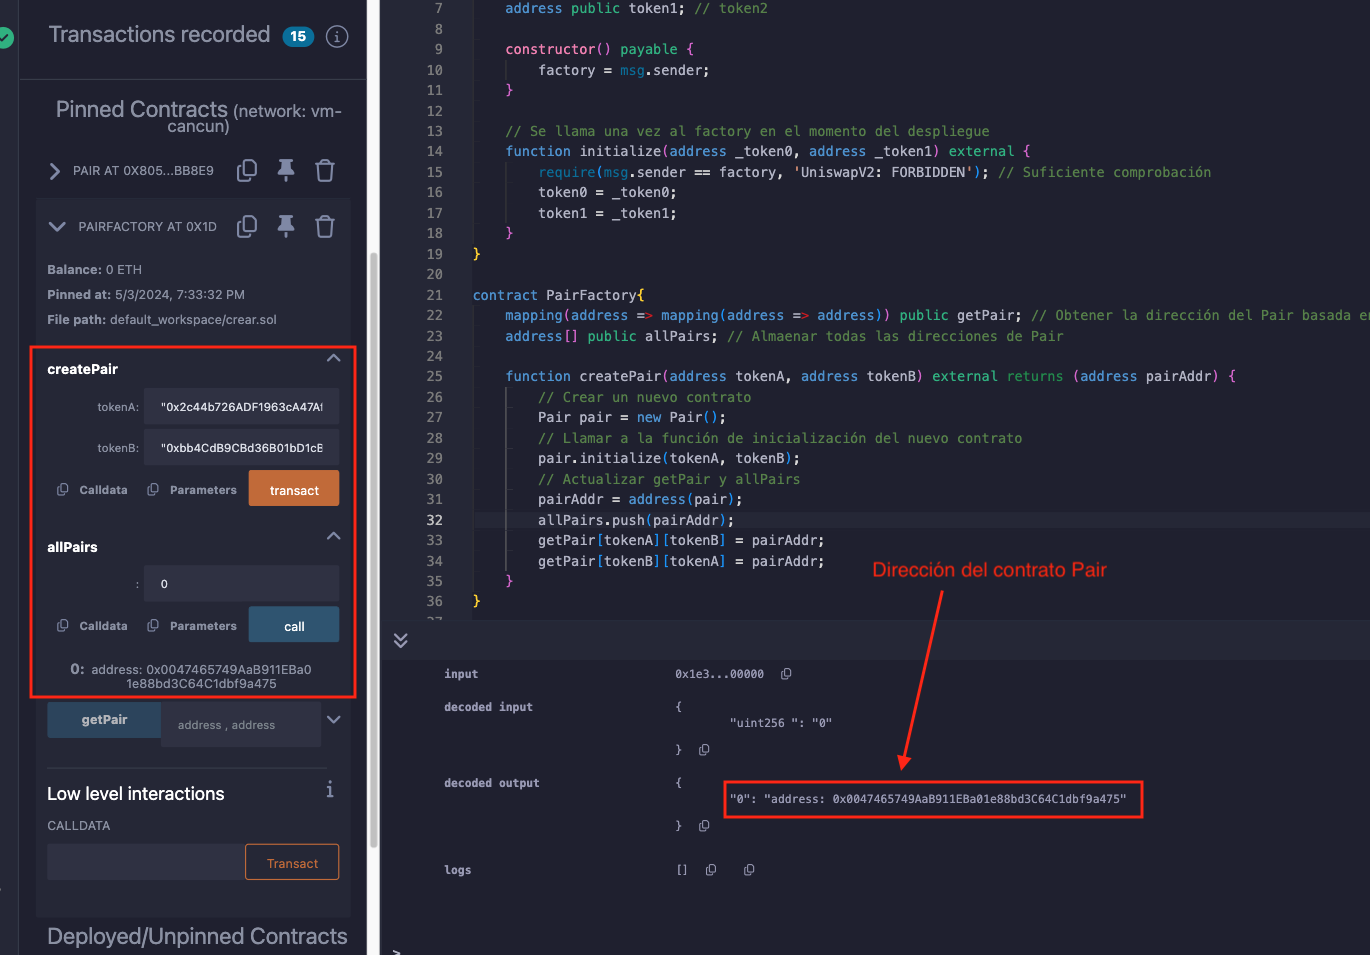 Transactions recorded 15 i
Pinned Contracts (network: vm-
cancun)
PAIR AT 0X805...BB8E9
PAIRFACTORY AT 0X1D
Balance: 0 ETH
Pinned at: 5/3/2024, 7:33:32 PM
File path: default_workspace/crear.sol
createPair
tokenA: "0x2c44b726ADF1963cA47Af
tokenB: "0xbb4CdB9CBd36B01bD1cB
Calldata Parameters transact
allPairs
: 0
Calldata Parameters call
0: address: 0x0047465749AaB911EBa0
1e88bd3C64C1dbf9a475
getPair address , address
Low level interactions i
CALLDATA
Transact
Deployed/Unpinned Contracts
7 address public token1; // token2
8
9 constructor() payable {
10 factory = msg.sender;
11 }
12
13 // Se llama una vez al factory en el momento del despliegue
14 function initialize(address _token0, address _token1) external {
15 require(msg.sender == factory, 'UniswapV2: FORBIDDEN'); // Suficiente comprobación
16 token0 = _token0;
17 token1 = _token1;
18 }
19 }
20
21 contract PairFactory{
22 mapping(address => mapping(address => address)) public getPair; // Obtener la dirección del Pair basada en
23 address[] public allPairs; // Almaenar todas las direcciones de Pair
24
25 function createPair(address tokenA, address tokenB) external returns (address pairAddr) {
26 // Crear un nuevo contrato
27 Pair pair = new Pair();
28 // Llamar a la función de inicialización del nuevo contrato
29 pair.initialize(tokenA, tokenB);
30 // Actualizar getPair y allPairs
31 pairAddr = address(pair);
32 allPairs.push(pairAddr);
33 getPair[tokenA][tokenB] = pairAddr;
34 getPair[tokenB][tokenA] = pairAddr;
35 }
36 }
37
Dirección del contrato Pair
input 0x1e3...00000
decoded input {
"uint256 ": "0"
}
decoded output {
"0": "address: 0x0047465749AaB911EBa01e88bd3C64C1dbf9a475"
}
logs []
>